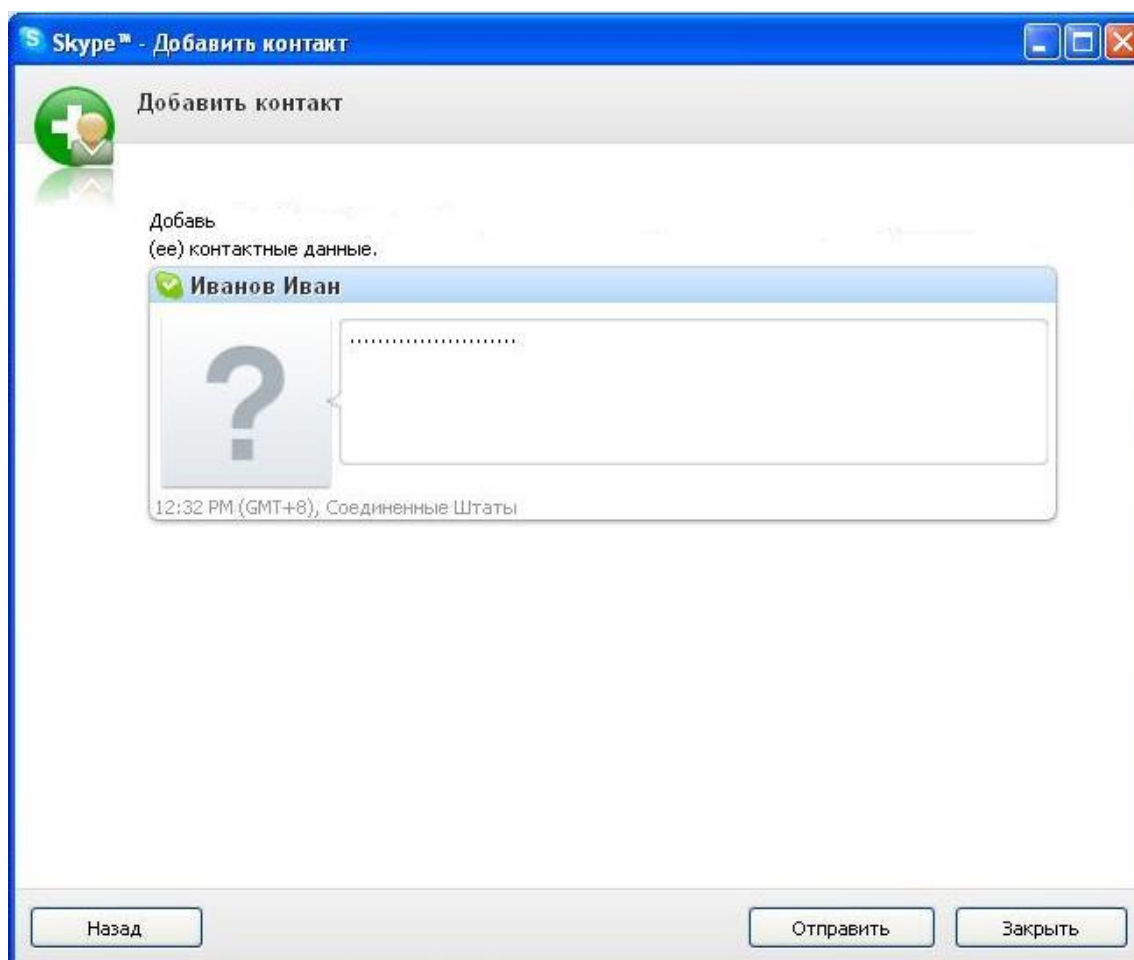 Skype™ - Добавить контакт
Добавить контакт
Добавь
(ее) контактные данные.
Иванов Иван
........................
12:32 PM (GMT+8), Соединенные Штаты
Назад
Отправить
Закрыть